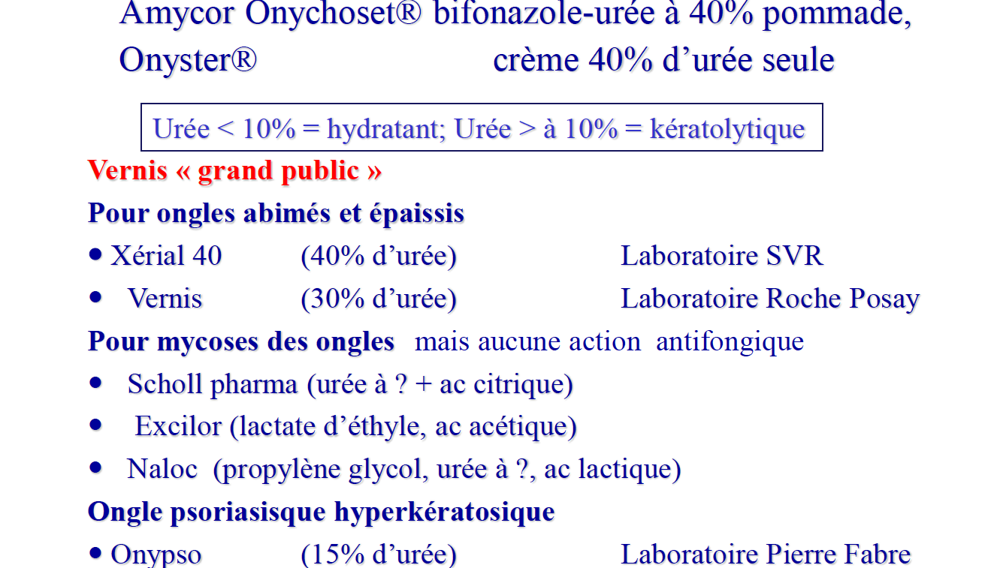 Amycor Onychoset® bifonazole-urée à 40% pommade,
Onyster® crème 40% d’urée seule
Urée < 10% = hydratant; Urée > à 10% = kératolytique
Vernis « grand public »
Pour ongles abimés et épaissis
• Xérial 40 (40% d’urée) Laboratoire SVR
• Vernis (30% d’urée) Laboratoire Roche Posay
Pour mycoses des ongles mais aucune action antifongique
• Scholl pharma (urée à ? + ac citrique)
• Excilor (lactate d’éthyle, ac acétique)
• Naloc (propylène glycol, urée à ?, ac lactique)
Ongle psoriasisque hyperkératosique
• Onypso (15% d’urée) Laboratoire Pierre Fabre